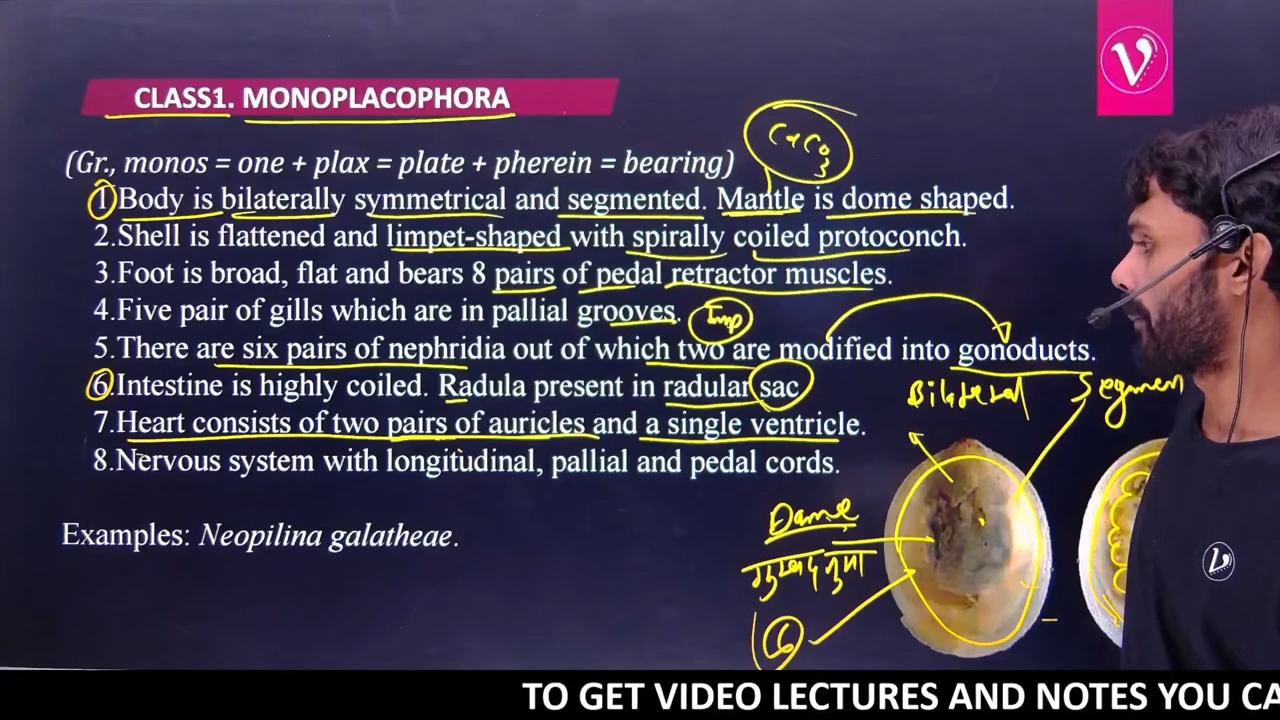 V
CLASS1. MONOPLACOPHORA
CaCO3
(Gr., monos = one + plax = plate + pherein = bearing)
1.Body is bilaterally symmetrical and segmented. Mantle is dome shaped.
2.Shell is flattened and limpet-shaped with spirally coiled protoconch.
3.Foot is broad, flat and bears 8 pairs of pedal retractor muscles.
4.Five pair of gills which are in pallial grooves. Imp
5.There are six pairs of nephridia out of which two are modified into gonoducts.
6.Intestine is highly coiled. Radula present in radular sac
Bilateral Segmen
7.Heart consists of two pairs of auricles and a single ventricle.
8.Nervous system with longitudinal, pallial and pedal cords.
Dame
Examples: Neopilina galatheae.
6
TO GET VIDEO LECTURES AND NOTES YOU CA